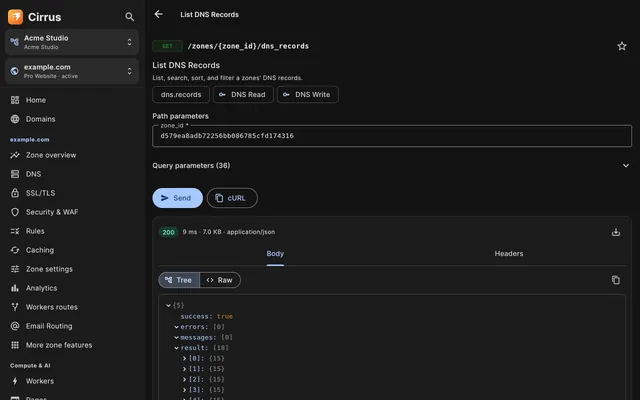 Cirrus
Acme Studio
Acme Studio
example.com
Pro Website · active
Home
Domains
example.com
Zone overview
DNS
SSL/TLS
Security & WAF
Rules
Caching
Zone settings
Analytics
Workers routes
Email Routing
More zone features
Compute & AI
Workers
Pages
List DNS Records
GET /zones/{zone_id}/dns_records
List DNS Records
List, search, sort, and filter a zones' DNS records.
dns.records DNS Read DNS Write
Path parameters
zone_id *
d579ea8adb72256bb086785cfd174316
Query parameters (36)
Send cURL
200 9 ms · 7.0 KB · application/json
Body Headers
Tree <> Raw
{5}
success: true
errors: [0]
messages: [0]
result: [18]
[0]: {15}
[1]: {15}
[2]: {15}
[3]: {15}
[4]: {15}